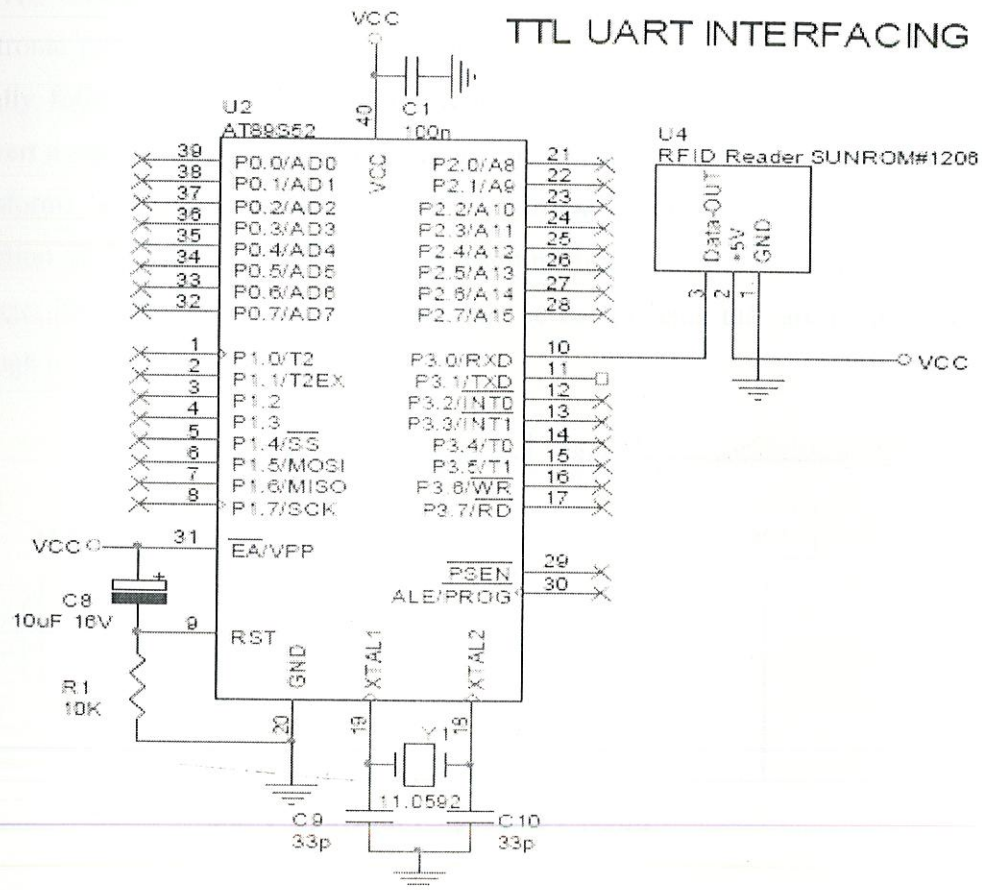 VCC
TTL UART INTERFACING
C1
100n
U2
AT89S52
40
VCC
U4
RFID Reader SUNROM#1206
Data-OUT
+5V
GND
3
2
1
VCC
39 P0.0/AD0
38 P0.1/AD1
37 P0.2/AD2
36 P0.3/AD3
35 P0.4/AD4
34 P0.5/AD5
33 P0.6/AD6
32 P0.7/AD7
P2.0/A8 21
P2.1/A9 22
P2.2/A10 23
P2.3/A11 24
P2.4/A12 25
P2.5/A13 26
P2.6/A14 27
P2.7/A15 28
1 P1.0/T2
2 P1.1/T2EX
3 P1.2
4 P1.3
5 P1.4/SS
6 P1.5/MOSI
7 P1.6/MISO
8 P1.7/SCK
P3.0/RXD 10
P3.1/TXD 11
P3.2/INT0 12
P3.3/INT1 13
P3.4/T0 14
P3.5/T1 15
P3.6/WR 16
P3.7/RD 17
VCC
31 EA/VPP
PSEN 29
ALE/PROG 30
C8
10uF 16V
9 RST
R1
10K
GND
20
XTAL1
19
XTAL2
18
Y1
11.0592
C9
33p
C10
33p